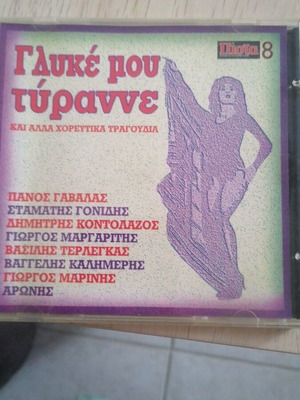 Γλυκέ μου
τύραννε
ΚΑΙ ΑΛΛΑ ΧΟΡΕΥΤΙΚΑ ΤΡΑΓΟΥΔΙΑ
8
ΠΑΝΟΣ ΓΑΒΑΛΑΣ
ΣΤΑΜΑΤΗΣ ΓΟΝΙΔΗΣ
ΔΗΜΗΤΡΗΣ ΚΟΝΤΟΛΑΖΟΣ
ΓΙΩΡΓΟΣ ΜΑΡΓΑΡΙΤΗΣ
ΒΑΣΙΛΗΣ ΤΕΡΛΕΓΚΑΣ
ΒΑΓΓΕΛΗΣ ΚΑΛΗΜΕΡΗΣ
ΓΙΩΡΓΟΣ ΜΑΡΙΝΗΣ
ΑΡΩΝΗΣ